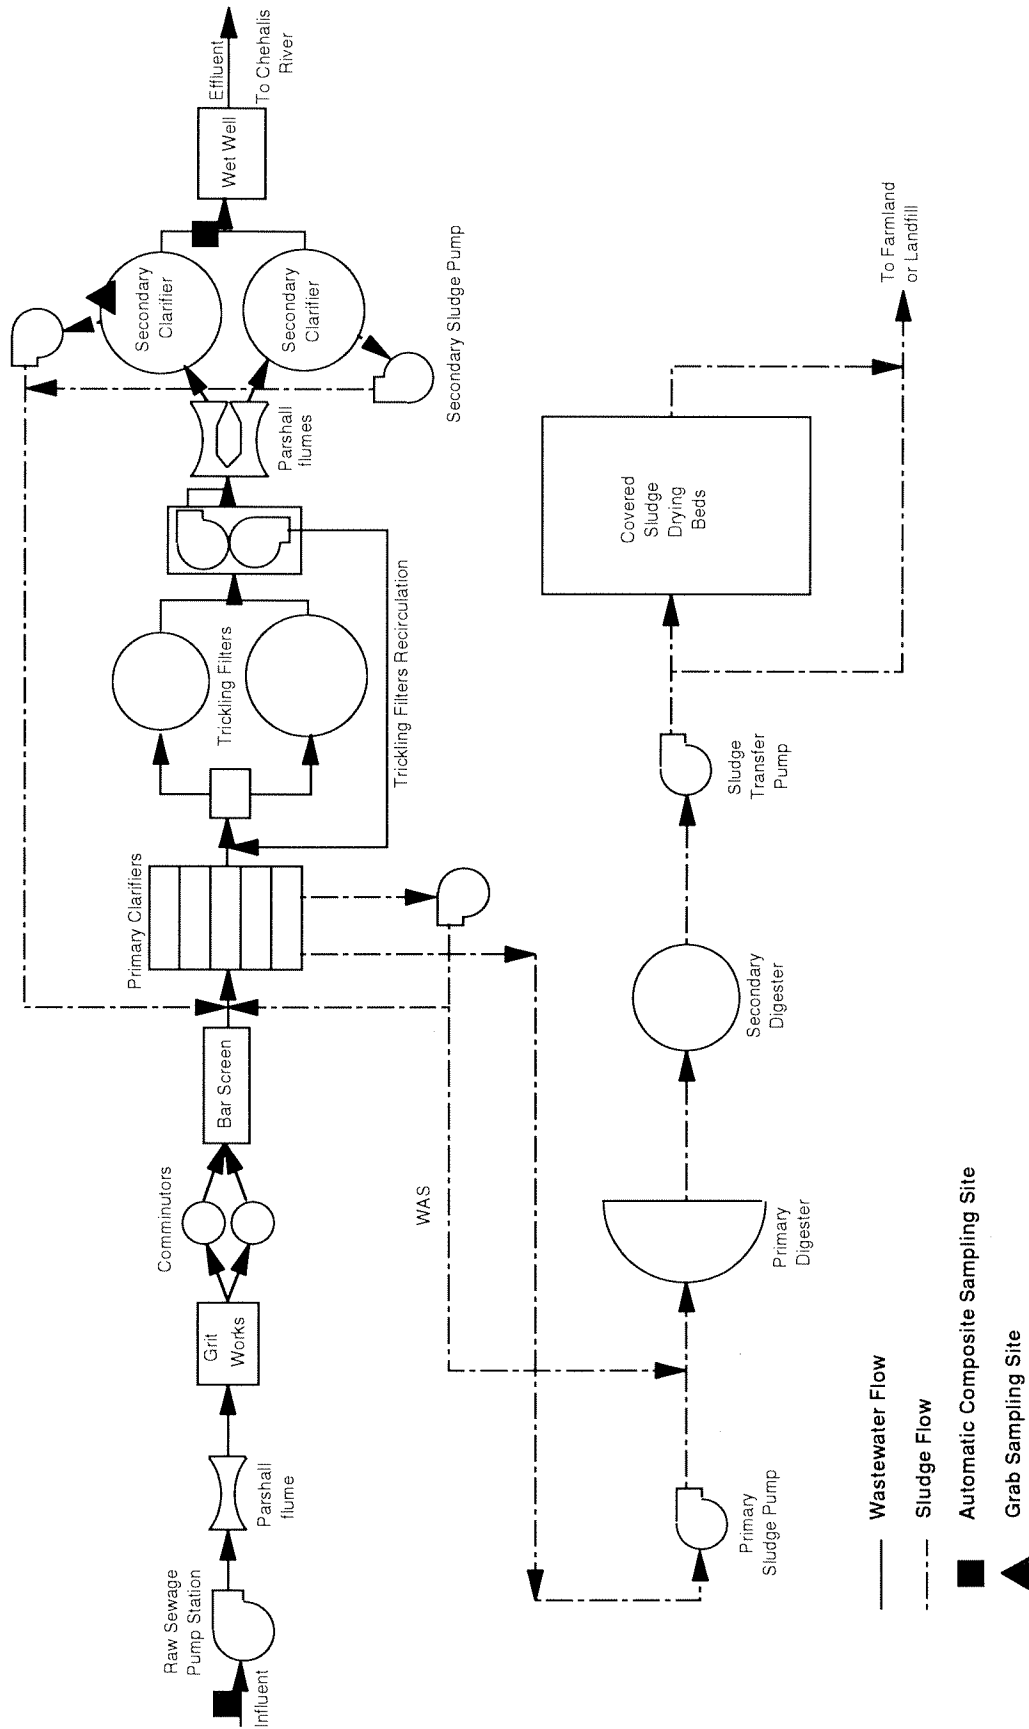 Influent
Raw Sewage
Pump Station
Parshall
flume
Grit
Works
Comminutors
Bar Screen
Primary Clarifiers
Trickling Filters
Trickling Filters Recirculation
Parshall
flumes
Secondary
Clarifier
Secondary
Clarifier
Secondary Sludge Pump
Wet Well
Effluent
To Chehalis
River
WAS
Primary
Sludge Pump
Primary
Digester
Secondary
Digester
Sludge
Transfer
Pump
Covered
Sludge
Drying
Beds
To Farmland
or Landfill
Wastewater Flow
Sludge Flow
Automatic Composite Sampling Site
Grab Sampling Site